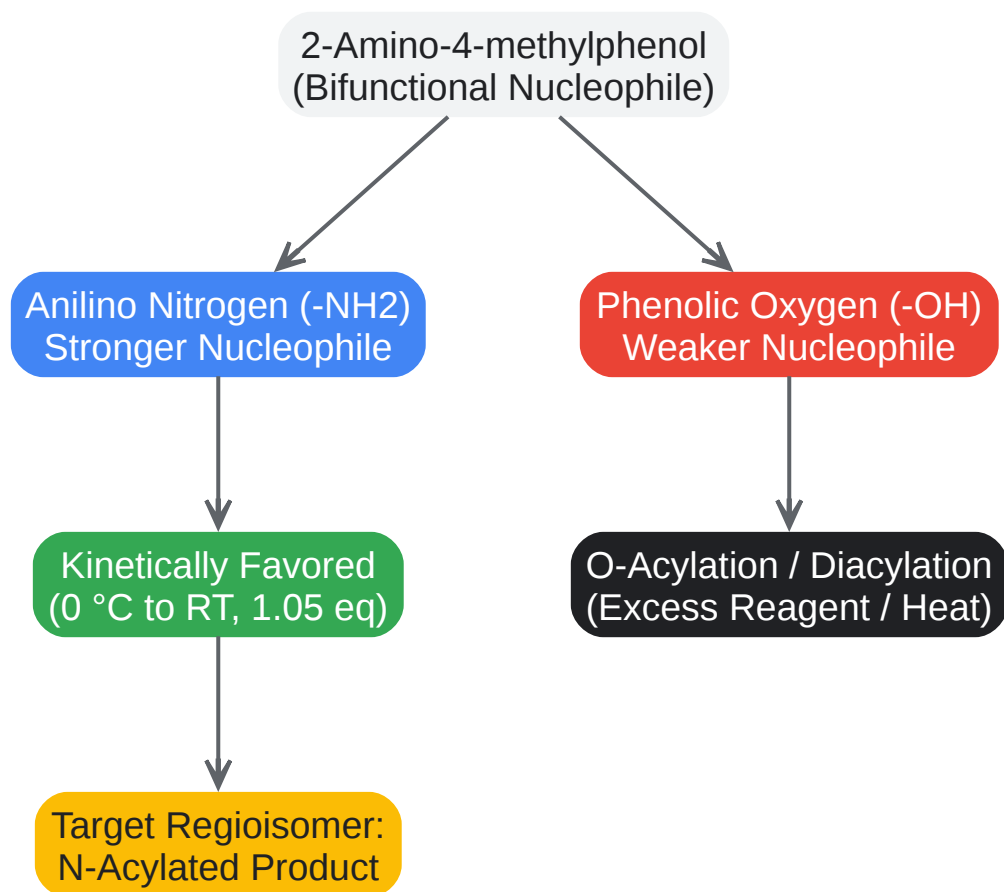 2-Amino-4-methylphenol
(Bifunctional Nucleophile)
Anilino Nitrogen (-NH2)
Stronger Nucleophile
Phenolic Oxygen (-OH)
Weaker Nucleophile
Kinetically Favored
(0 °C to RT, 1.05 eq)
O-Acylation / Diacylation
(Excess Reagent / Heat)
Target Regioisomer:
N-Acylated Product